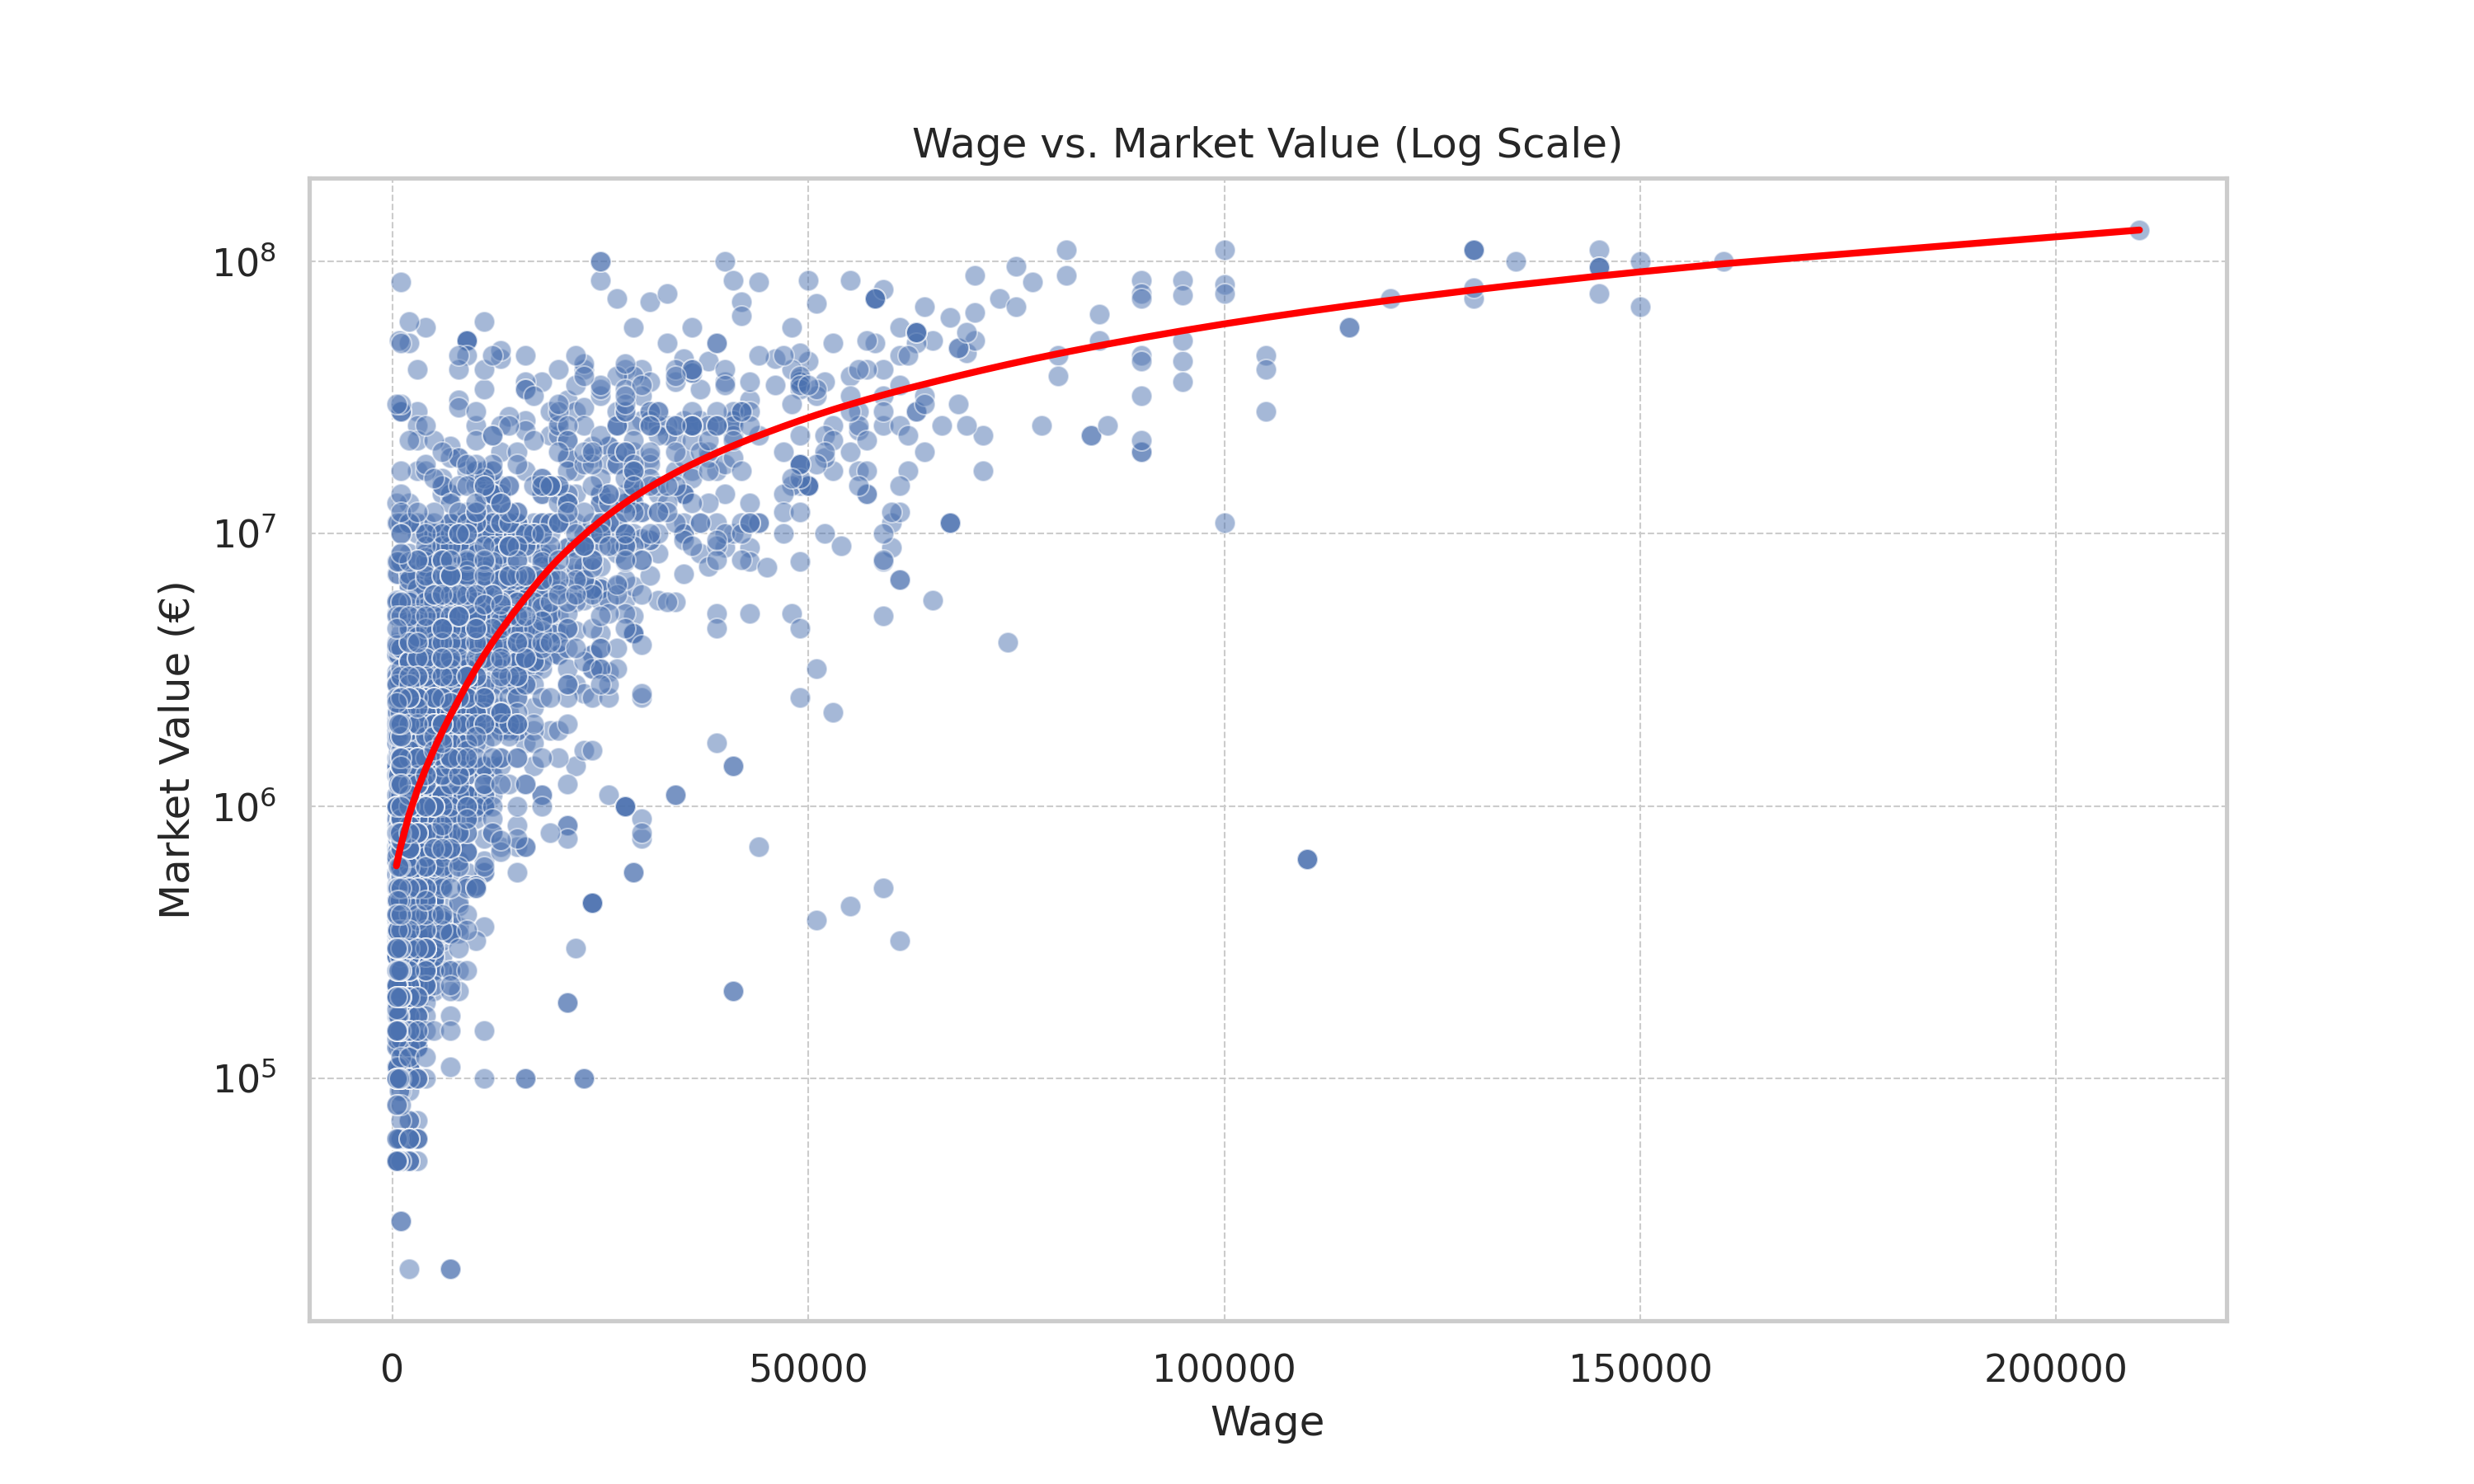 Wage vs. Market Value (Log Scale)
Market Value (€)
10⁸
10⁷
10⁶
10⁵
0 50000 100000 150000 200000
Wage